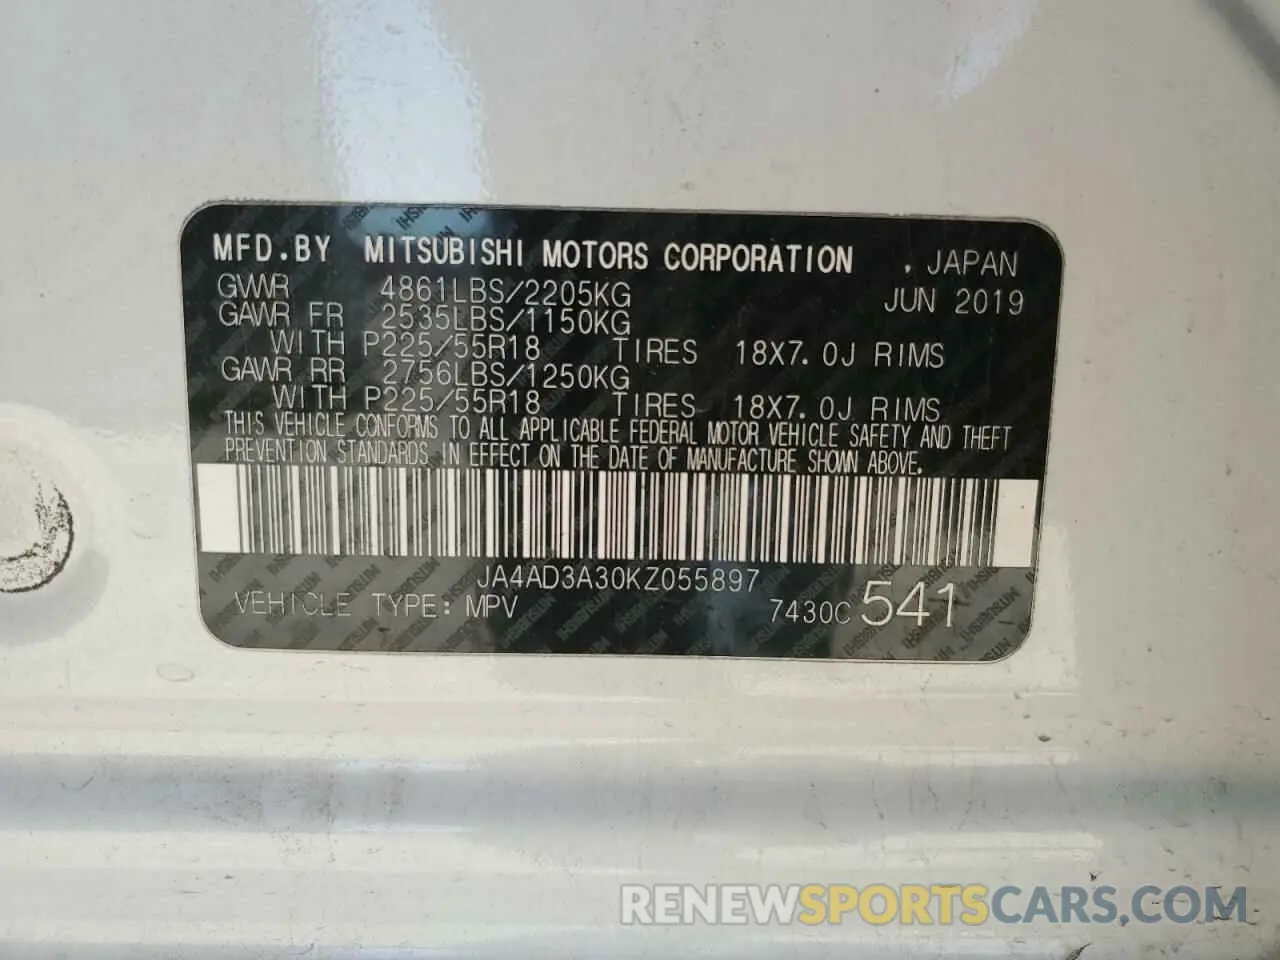 MFD.BY MITSUBISHI MOTORS CORPORATION , JAPAN
GVWR 4861LBS/2205KG JUN 2019
GAWR FR 2535LBS/1150KG
WITH P225/55R18 TIRES 18X7.0J RIMS
GAWR RR 2756LBS/1250KG
WITH P225/55R18 TIRES 18X7.0J RIMS
THIS VEHICLE CONFORMS TO ALL APPLICABLE FEDERAL MOTOR VEHICLE SAFETY AND THEFT
PREVENTION STANDARDS IN EFFECT ON THE DATE OF MANUFACTURE SHOWN ABOVE.
JA4AD3A30KZ055897
VEHICLE TYPE: MPV 7430C 541
RENEWSPORTSCARS.COM